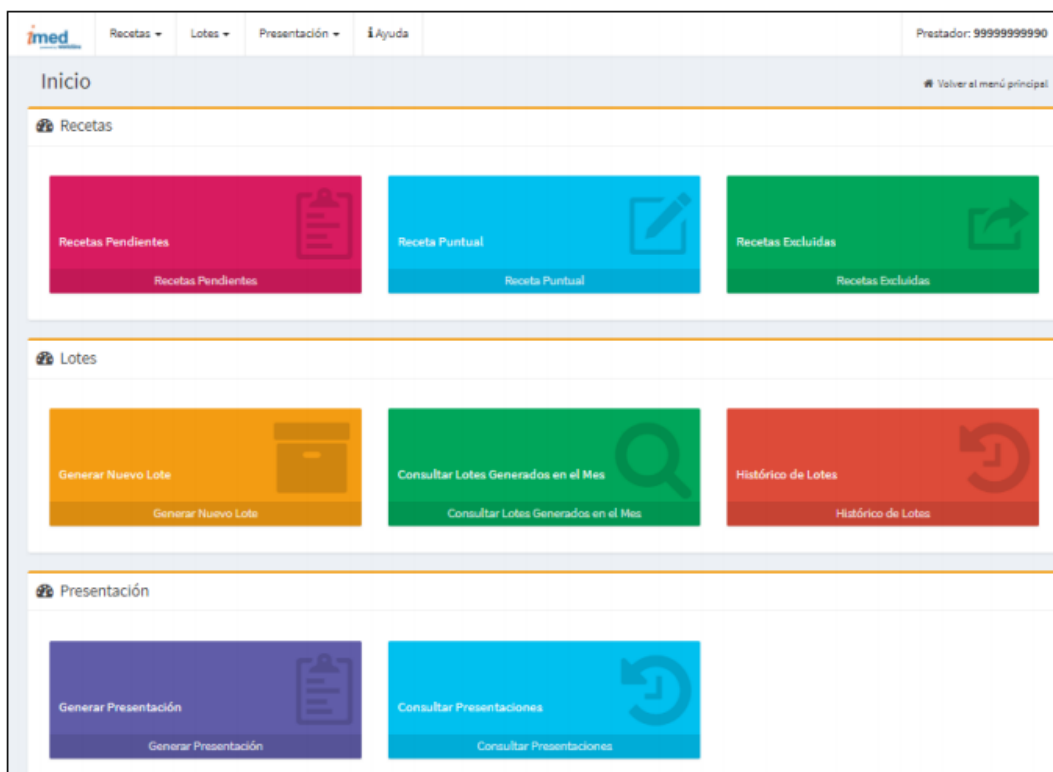 imed
Recetas Lotes Presentación i Ayuda Prestador: 99999999990
Inicio Volver al menú principal
Recetas
Recetas Pendientes Receta Puntual Recetas Excluidas
Recetas Pendientes Receta Puntual Recetas Excluidas
Lotes
Generar Nuevo Lote Consultar Lotes Generados en el Mes Histórico de Lotes
Generar Nuevo Lote Consultar Lotes Generados en el Mes Histórico de Lotes
Presentación
Generar Presentación Consultar Presentaciones
Generar Presentación Consultar Presentaciones